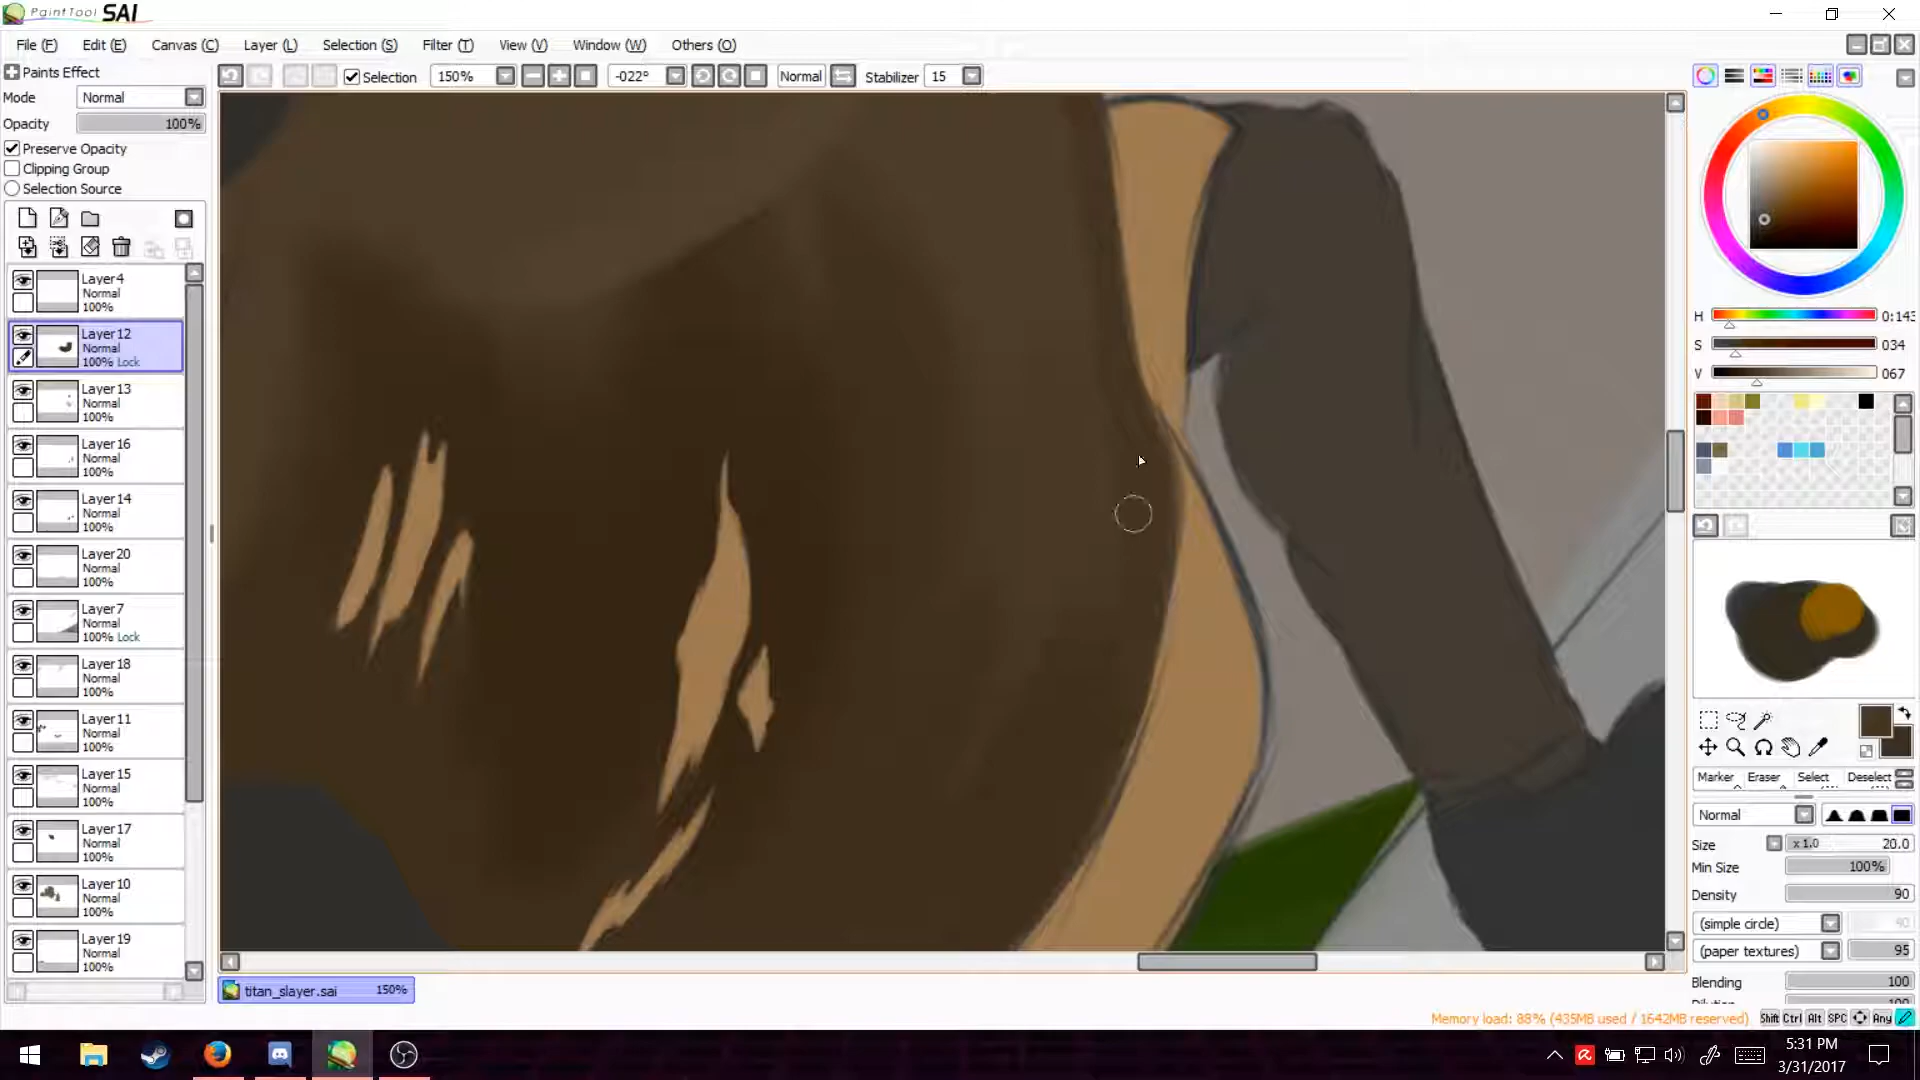 PaintTool SAI
File (F) Edit (E) Canvas (C) Layer (L) Selection (S) Filter (T) View (V) Window (W) Others (O)
Paints Effect
Selection 150% -022° Normal Stabilizer 15
Mode Normal
Opacity 100%
Preserve Opacity
Clipping Group
Selection Source
Layer4
Normal
100%
Layer12
Normal
100% Lock
Layer13
Normal
100%
Layer16
Normal
100%
Layer14
Normal
100%
Layer20
Normal
100%
Layer7
Normal
100% Lock
Layer18
Normal
100%
Layer11
Normal
100%
Layer15
Normal
100%
Layer17
Normal
100%
Layer10
Normal
100%
Layer19
Normal
100%
H 0:143
S 034
V 067
Marker Eraser Select Deselect
Normal
Size x 1.0 20.0
Min Size 100%
Density 90
(simple circle)
(paper textures) 95
Blending 100
titan_slayer.sai 150%
Memory load: 88% (435MB used / 1642MB reserved) Shift Ctrl Alt SPC Any
5:31 PM
3/31/2017